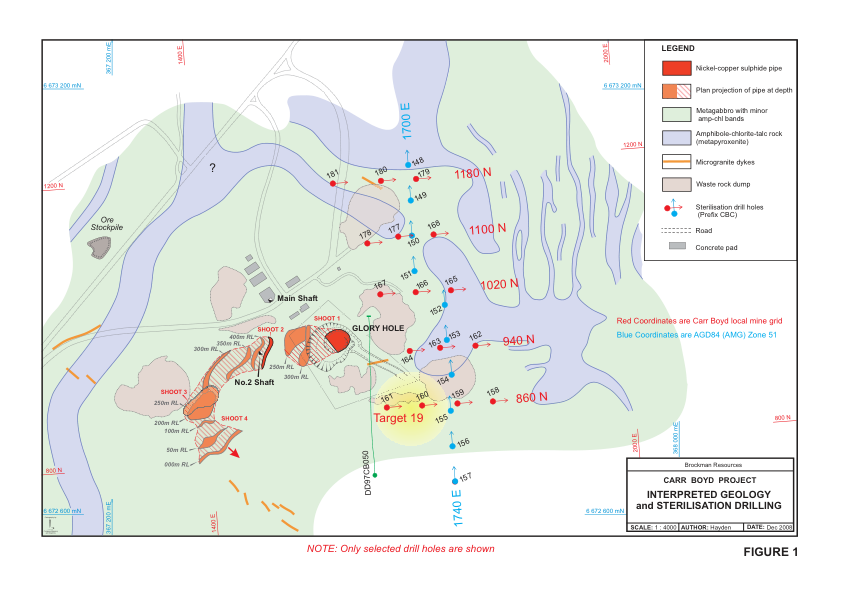 LEGEND
Nickel-copper sulphide pipe
Plan projection of pipe at depth
Metagabbro with minor
amp-chl bands
Amphibole-chlorite-talc rock
(metapyroxenite)
Microgranite dykes
Waste rock dump
Sterilisation drill holes
(Prefix CBC)
Road
Concrete pad
367 200 mE
1400 E
2000 E
6 673 200 mN
6 673 200 mN
1200 N
1200 N
1700 E
148
149
181
180
179
1180 N
?
178
177
150
168
1100 N
Ore
Stockpile
151
167
166
165
152
1020 N
Main Shaft
SHOOT 1
GLORY HOLE
SHOOT 2
400m RL
350m RL
300m RL
250m RL
300m RL
No.2 Shaft
164
163
153
162
940 N
154
Red Coordinates are Carr Boyd local mine grid
Blue Coordinates are AGD84 (AMG) Zone 51
SHOOT 3
250m RL
200m RL
100m RL
50m RL
000m RL
SHOOT 4
161
160
159
158
860 N
Target 19
155
156
157
DD97CB050
1740 E
800 N
800 N
2000 E
368 000 mE
367 200 mE
1400 E
6 672 600 mN
6 672 600 mN
Brockman Resources
CARR BOYD PROJECT
INTERPRETED GEOLOGY
and STERILISATION DRILLING
SCALE: 1 : 4000 AUTHOR: Hayden DATE: Dec 2008
NOTE: Only selected drill holes are shown
FIGURE 1